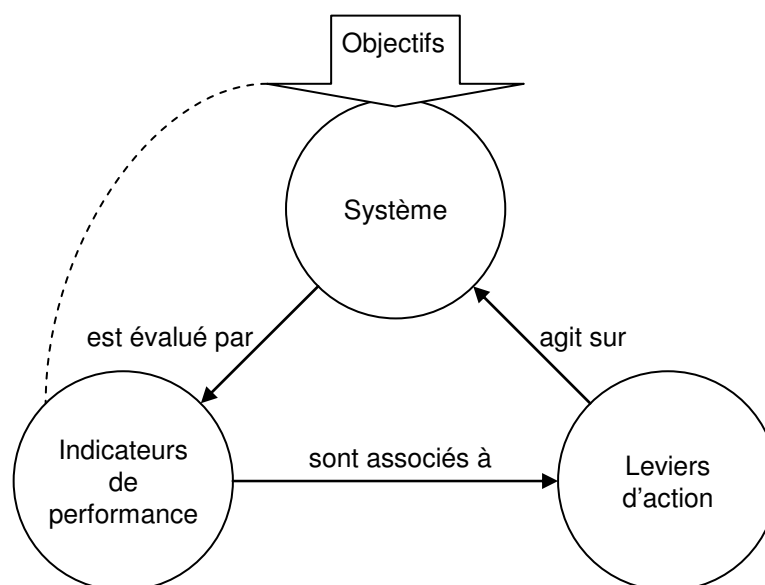 Objectifs
Système
est évalué par
agit sur
Indicateurs
de
performance
sont associés à
Leviers
d'action